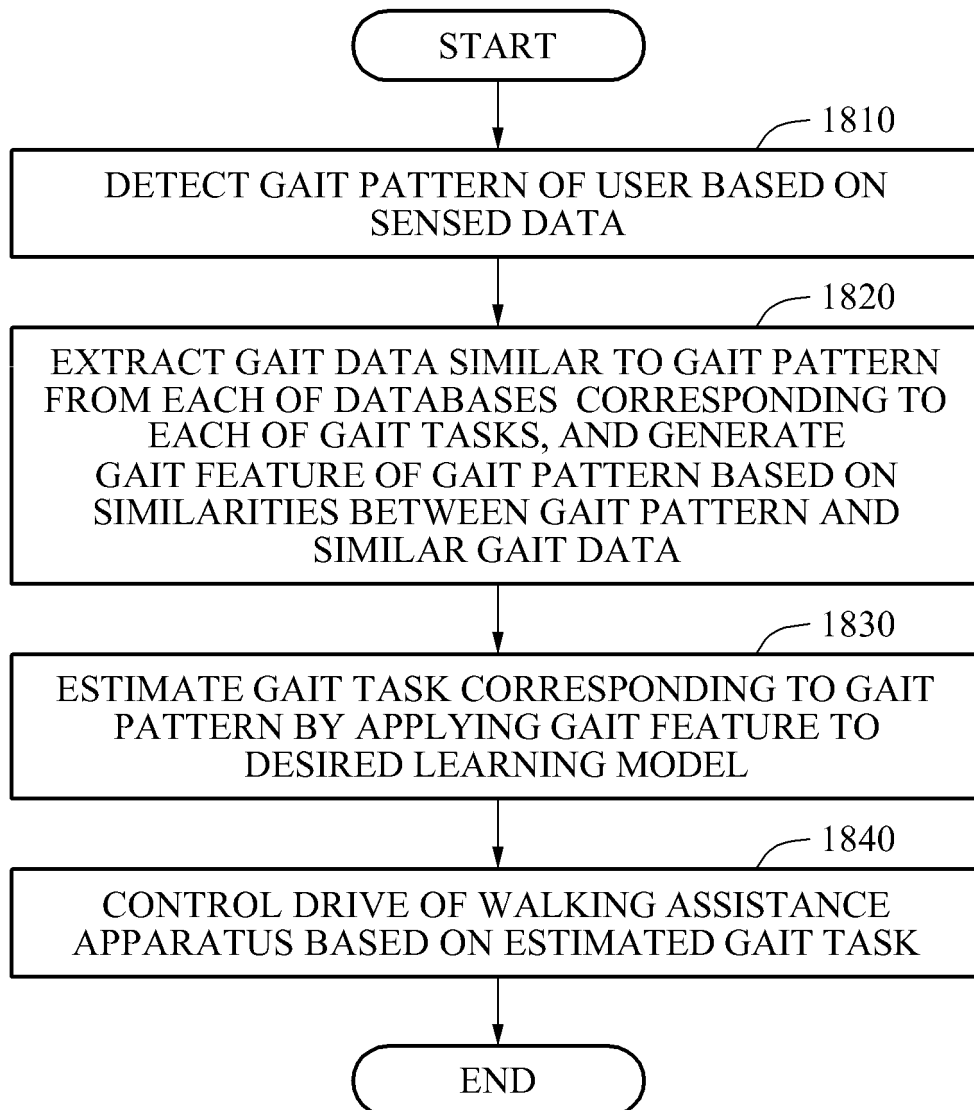 START
1810
DETECT GAIT PATTERN OF USER BASED ON
SENSED DATA
1820
EXTRACT GAIT DATA SIMILAR TO GAIT PATTERN
FROM EACH OF DATABASES CORRESPONDING TO
EACH OF GAIT TASKS, AND GENERATE
GAIT FEATURE OF GAIT PATTERN BASED ON
SIMILARITIES BETWEEN GAIT PATTERN AND
SIMILAR GAIT DATA
1830
ESTIMATE GAIT TASK CORRESPONDING TO GAIT
PATTERN BY APPLYING GAIT FEATURE TO
DESIRED LEARNING MODEL
1840
CONTROL DRIVE OF WALKING ASSISTANCE
APPARATUS BASED ON ESTIMATED GAIT TASK
END